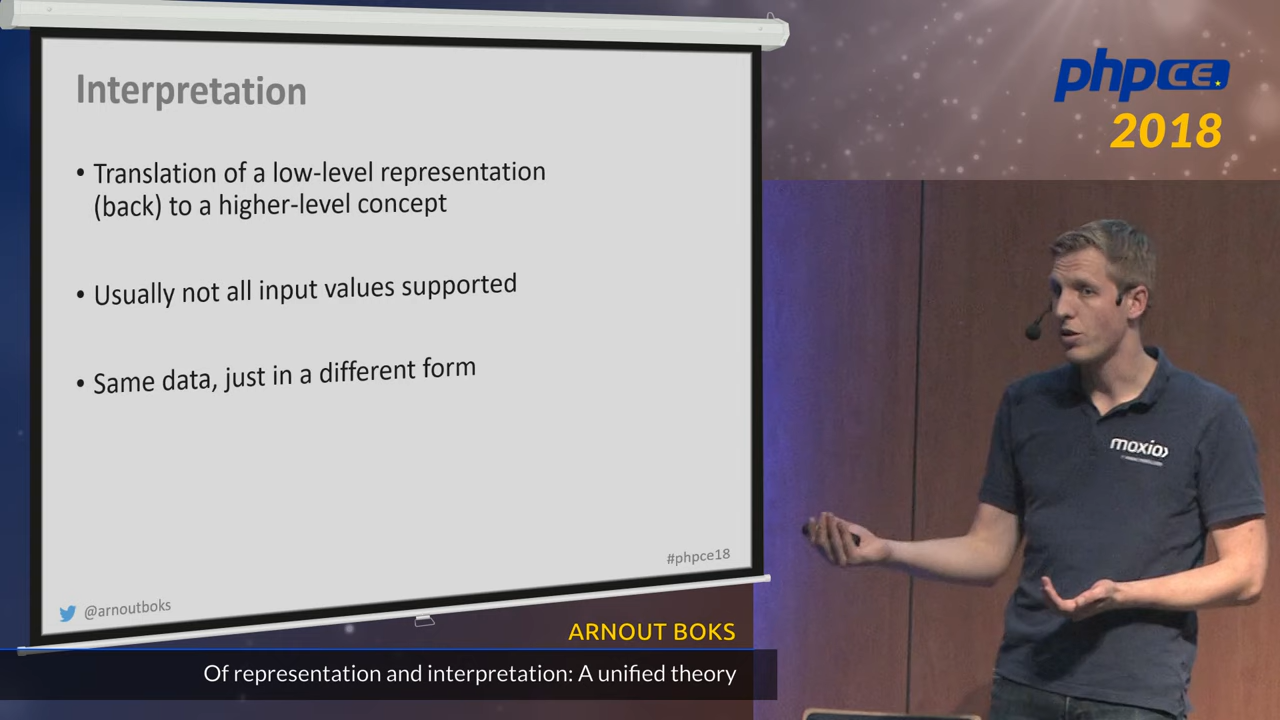 Interpretation
• Translation of a low-level representation
(back) to a higher-level concept
• Usually not all input values supported
• Same data, just in a different form
#phpce18
@arnoutboks
phpCE.
2018
moxio
ARNOUT BOKS
Of representation and interpretation: A unified theory